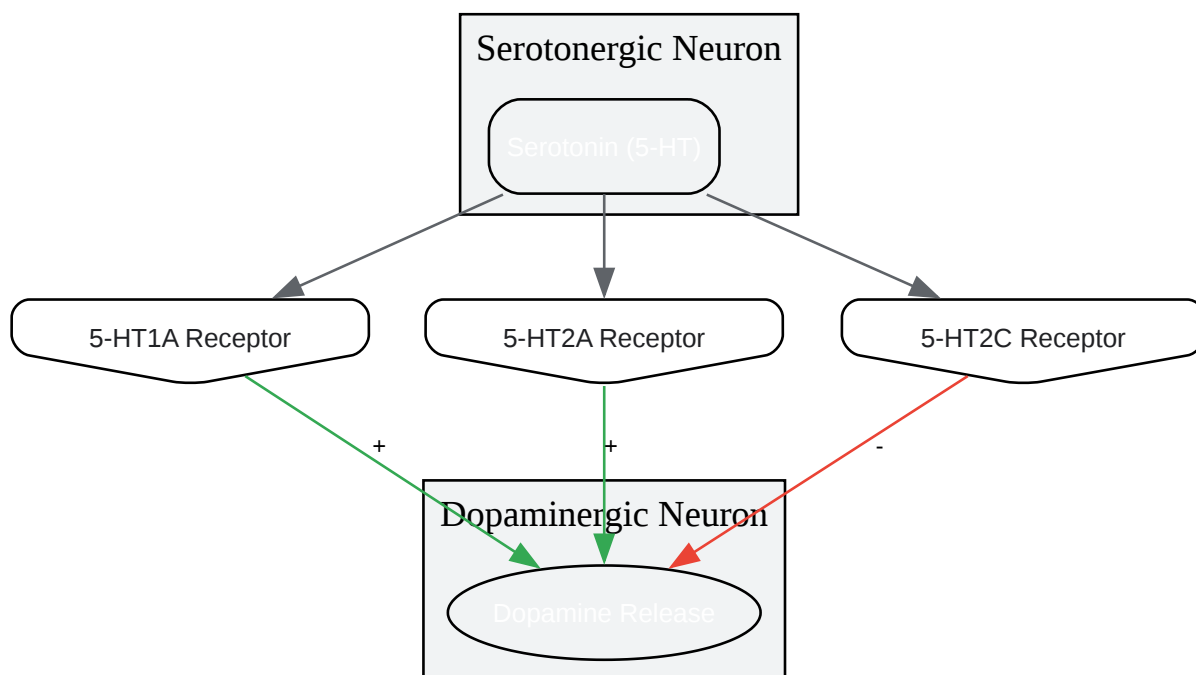 Serotonergic Neuron
Serotonin (5-HT)
5-HT1A Receptor
5-HT2A Receptor
5-HT2C Receptor
+
+
-
Dopaminergic Neuron
Dopamine Release